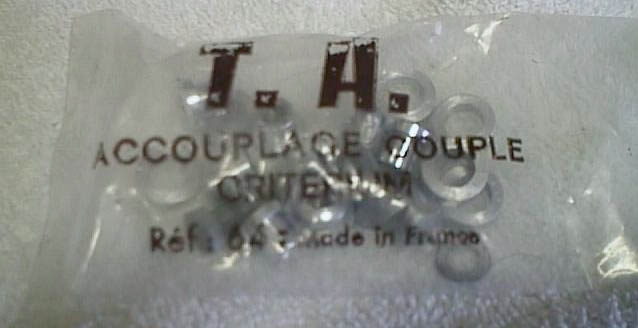 T. A.
ACCOUPLAGE COUPLE
CRITERIUM
Réf: 64: Made in France